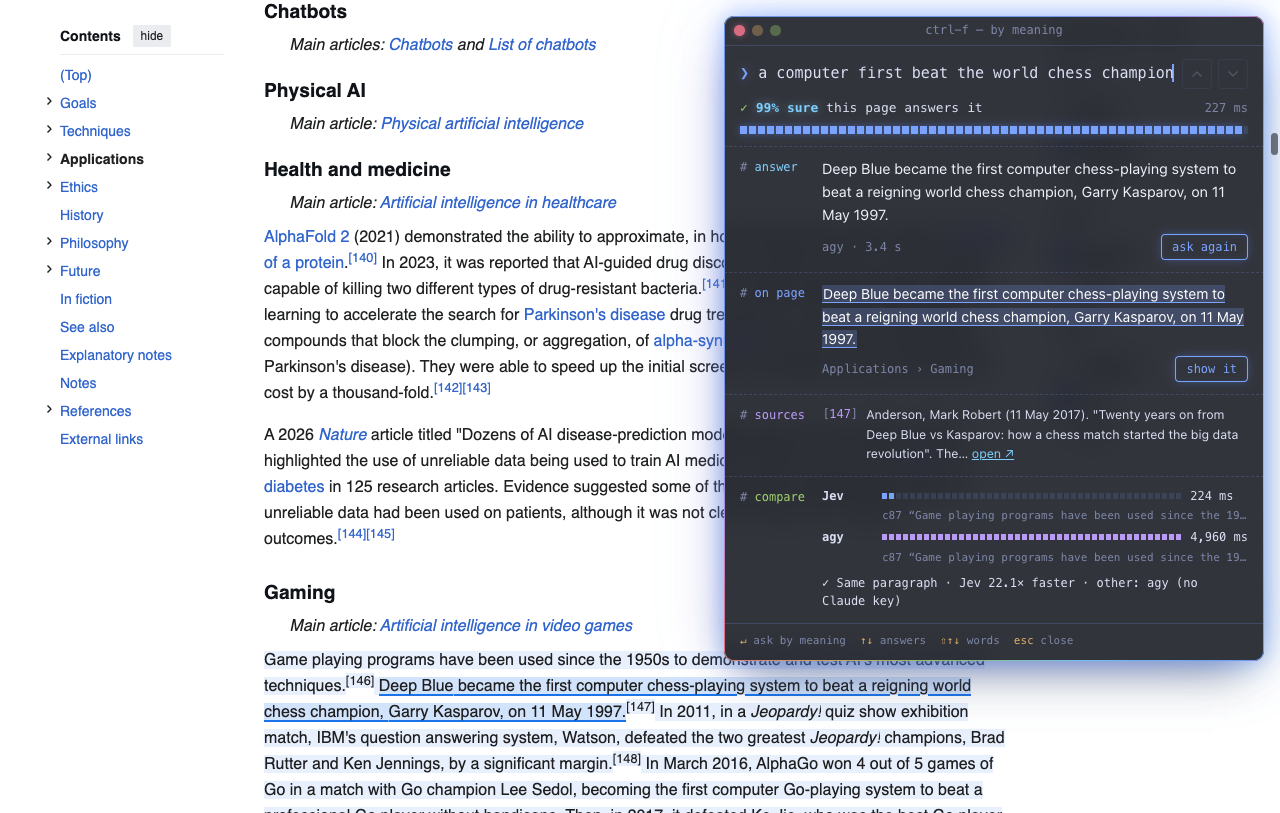 Contents hide
(Top)
Goals
Techniques
Applications
Ethics
History
Philosophy
Future
In fiction
See also
Explanatory notes
Notes
References
External links
Chatbots
Main articles: Chatbots and List of chatbots
Physical AI
Main article: Physical artificial intelligence
Health and medicine
Main article: Artificial intelligence in healthcare
AlphaFold 2 (2021) demonstrated the ability to approximate, in
of a protein.[140] In 2023, it was reported that AI-guided drug
capable of killing two different types of drug-resistant bacteria.[141
learning to accelerate the search for Parkinson's disease drug
compounds that block the clumping, or aggregation, of
Parkinson's disease). They were able to speed up the initial
cost by a thousand-fold.[142][143]
A 2026 Nature article titled "Dozens of AI disease-prediction
highlighted the use of unreliable data being used to train AI
diabetes in 125 research articles. Evidence suggested some of
unreliable data had been used on patients, although it was not
outcomes.[144][145]
Gaming
Main article: Artificial intelligence in video games
Game playing programs have been used since the 1950s to demonstrate and test AI's most advanced
techniques.[146] Deep Blue became the first computer chess-playing system to beat a reigning world
chess champion, Garry Kasparov, on 11 May 1997.[147] In 2011, in a Jeopardy! quiz show exhibition
match, IBM's question answering system, Watson, defeated the two greatest Jeopardy! champions, Brad
Rutter and Ken Jennings, by a significant margin.[148] In March 2016, AlphaGo won 4 out of 5 games of
Go in a match with Go champion Lee Sedol, becoming the first computer Go-playing system to beat a
ctrl-f — by meaning
❯ a computer first beat the world chess champion
✓ 99% sure this page answers it 227 ms
# answer Deep Blue became the first computer chess-playing system to
beat a reigning world chess champion, Garry Kasparov, on 11
May 1997.
agy · 3.4 s ask again
# on page Deep Blue became the first computer chess-playing system to
beat a reigning world chess champion, Garry Kasparov, on 11 May
1997.
Applications › Gaming show it
# sources [147] Anderson, Mark Robert (11 May 2017). "Twenty years on from
Deep Blue vs Kasparov: how a chess match started the big data
revolution". The… open ↗
# compare Jev 224 ms
c87 “Game playing programs have been used since the 19…
agy 4,960 ms
c87 “Game playing programs have been used since the 19…
✓ Same paragraph · Jev 22.1× faster · other: agy (no
Claude key)
↵ ask by meaning ↑↓ answers ⇧↑↓ words esc close